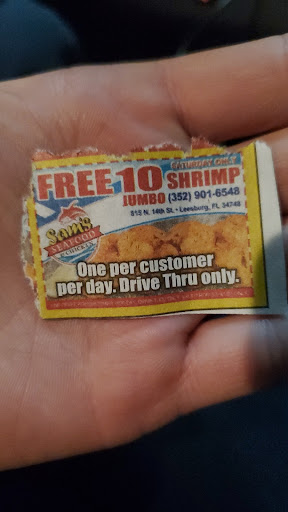 SATURDAY ONLY
FREE 10 SHRIMP
JUMBO (352) 901-6548
815 N. 14th St. • Leesburg, FL 34748
Sam's
SEAFOOD
& CHICKEN
One per customer
per day. Drive Thru only.